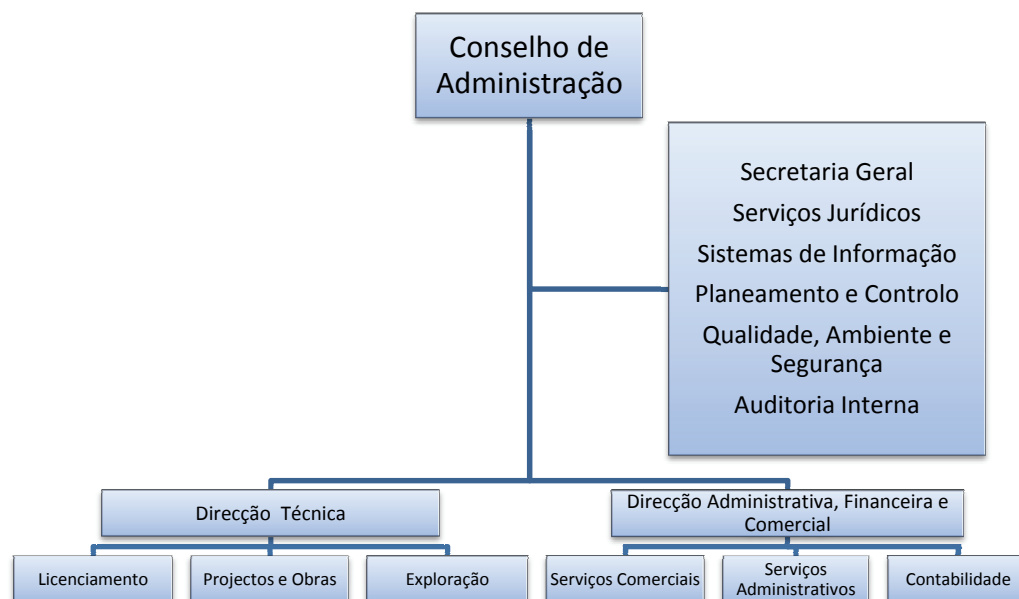 Conselho de
Administração
Secretaria Geral
Serviços Jurídicos
Sistemas de Informação
Planeamento e Controlo
Qualidade, Ambiente e
Segurança
Auditoria Interna
Direcção Técnica
Direcção Administrativa, Financeira e
Comercial
Licenciamento
Projectos e Obras
Exploração
Serviços Comerciais
Serviços
Administrativos
Contabilidade